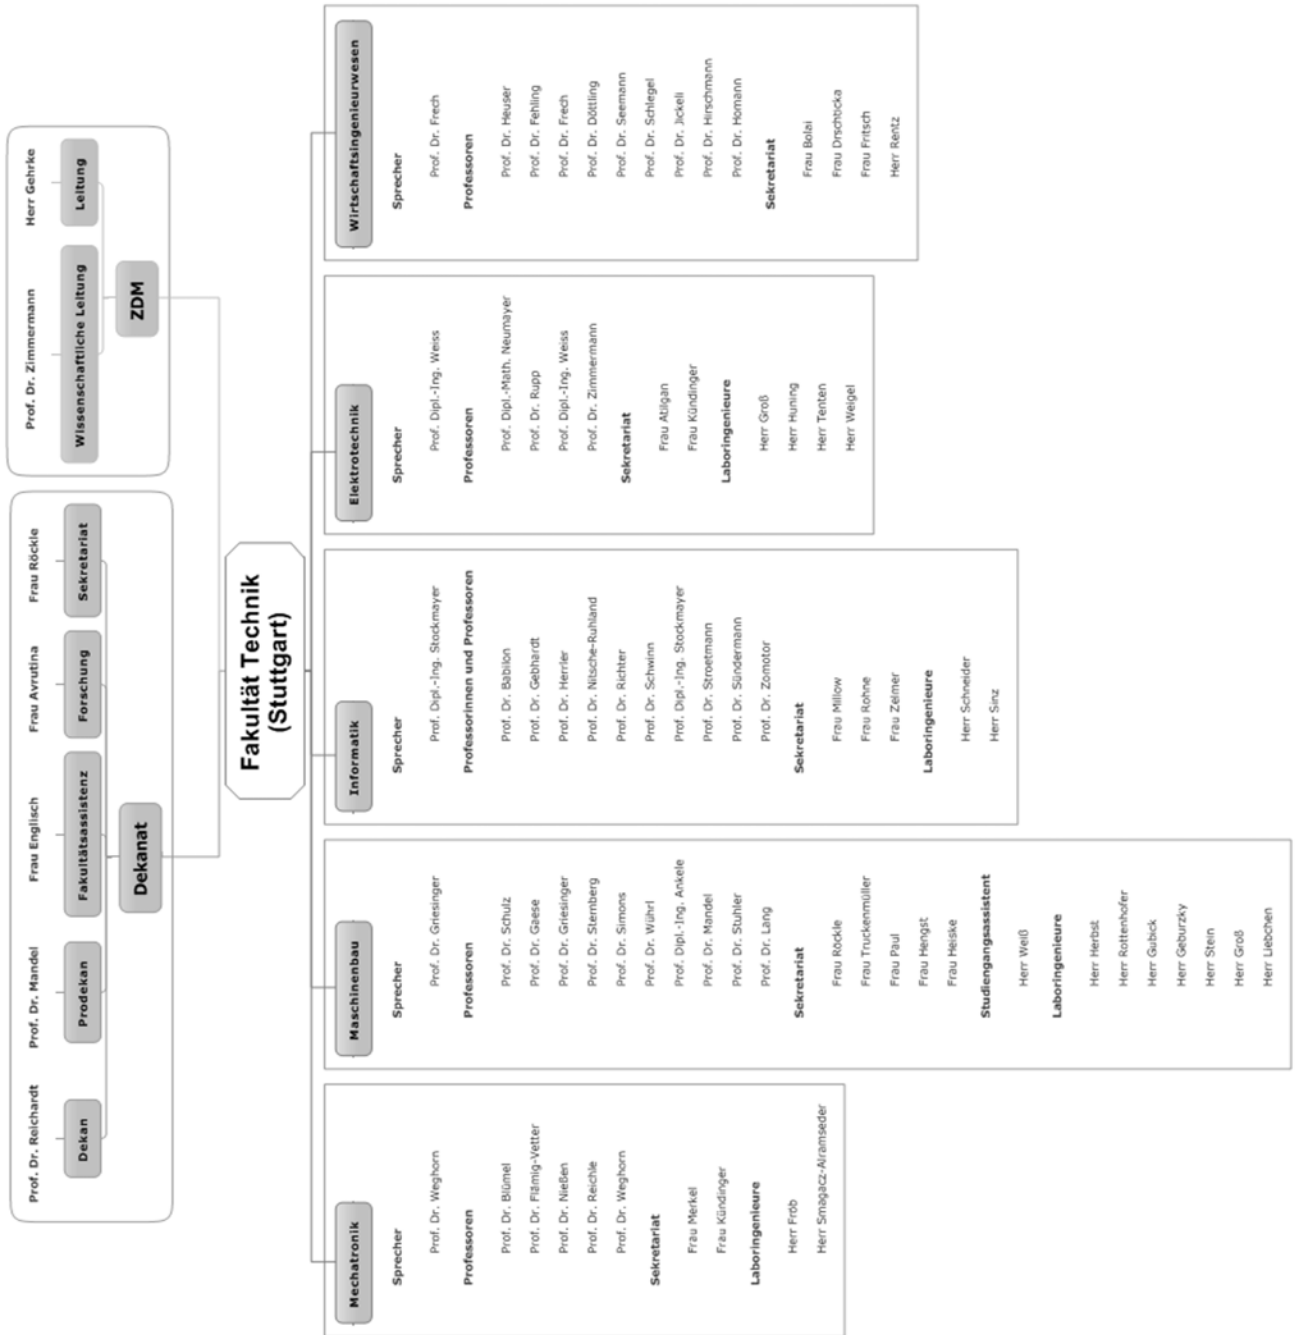 Prof. Dr. Reichardt
Dekan
Prof. Dr. Mandel
Prodekan
Frau Englisch
Fakultätsassistenz
Frau Avrutina
Forschung
Frau Röckle
Sekretariat
Dekanat
Prof. Dr. Zimmermann
Wissenschaftliche Leitung
Herr Gehrke
Leitung
ZDM
Fakultät Technik
(Stuttgart)
Mechatronik
Sprecher
Prof. Dr. Weghorn
Professoren
Prof. Dr. Blümel
Prof. Dr. Flämig-Vetter
Prof. Dr. Nießen
Prof. Dr. Reichle
Prof. Dr. Weghorn
Sekretariat
Frau Merkel
Frau Kündinger
Laboringenieure
Herr Fröb
Herr Smagacz-Alramseder
Maschinenbau
Sprecher
Prof. Dr. Griesinger
Professoren
Prof. Dr. Schulz
Prof. Dr. Gaese
Prof. Dr. Griesinger
Prof. Dr. Sternberg
Prof. Dr. Simons
Prof. Dr. Wührl
Prof. Dipl.-Ing. Ankele
Prof. Dr. Mandel
Prof. Dr. Stuhler
Prof. Dr. Lang
Sekretariat
Frau Röckle
Frau Truckenmüller
Frau Paul
Frau Hengst
Frau Heiske
Studiengangsassistent
Herr Weiß
Laboringenieure
Herr Herbst
Herr Rottenhofer
Herr Gubick
Herr Geburzky
Herr Stein
Herr Groß
Herr Liebchen
Informatik
Sprecher
Prof. Dipl.-Ing. Stockmayer
Professorinnen und Professoren
Prof. Dr. Babilon
Prof. Dr. Gebhardt
Prof. Dr. Herrler
Prof. Dr. Nitsche-Ruhland
Prof. Dr. Richter
Prof. Dr. Schwinn
Prof. Dipl.-Ing. Stockmayer
Prof. Dr. Stroetmann
Prof. Dr. Sündermann
Prof. Dr. Zomotor
Sekretariat
Frau Millow
Frau Rohne
Frau Zelmer
Laboringenieure
Herr Schneider
Herr Sinz
Elektrotechnik
Sprecher
Prof. Dipl.-Ing. Weiss
Professoren
Prof. Dipl.-Math. Neumayer
Prof. Dr. Rupp
Prof. Dipl.-Ing. Weiss
Prof. Dr. Zimmermann
Sekretariat
Frau Atilgan
Frau Kündinger
Laboringenieure
Herr Groß
Herr Huning
Herr Tenten
Herr Weigel
Wirtschaftsingenieurwesen
Sprecher
Prof. Dr. Frech
Professoren
Prof. Dr. Heuser
Prof. Dr. Fehling
Prof. Dr. Frech
Prof. Dr. Döttling
Prof. Dr. Seemann
Prof. Dr. Schlegel
Prof. Dr. Jickeli
Prof. Dr. Hirschmann
Prof. Dr. Homann
Sekretariat
Frau Bolai
Frau Drschocka
Frau Fritsch
Herr Rentz